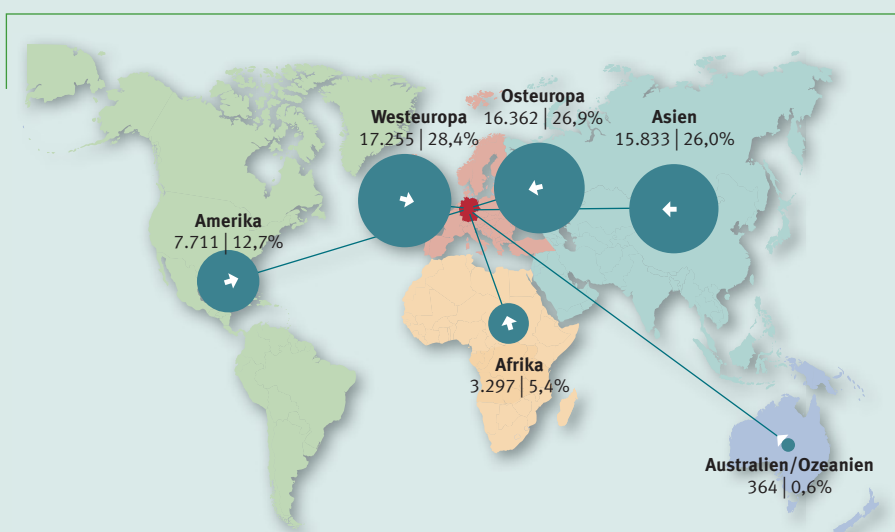 Westeuropa
17.255 | 28,4%
Osteuropa
16.362 | 26,9%
Asien
15.833 | 26,0%
Amerika
7.711 | 12,7%
Afrika
3.297 | 5,4%
Australien/Ozeanien
364 | 0,6%